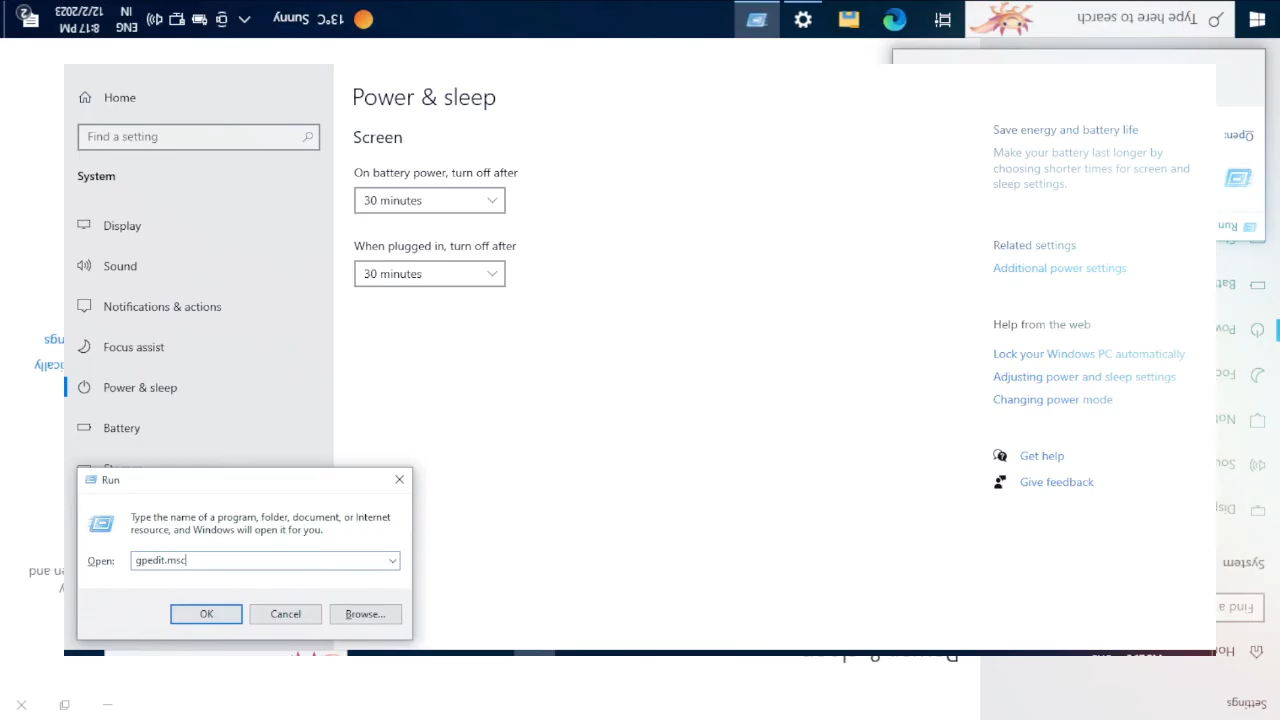 Type here to search
13°C Sunny
ENG
IN
8:17 PM
2/2/2023
2
Home
Find a setting
System
Display
Sound
Notifications & actions
Focus assist
Power & sleep
Battery
Power & sleep
Screen
On battery power, turn off after
30 minutes
When plugged in, turn off after
30 minutes
Save energy and battery life
Make your battery last longer by
choosing shorter times for screen and
sleep settings.
Related settings
Additional power settings
Help from the web
Lock your Windows PC automatically
Adjusting power and sleep settings
Changing power mode
Get help
Give feedback
Run
Type the name of a program, folder, document, or Internet
resource, and Windows will open it for you.
Open:
gpedit.msc
OK
Cancel
Browse...
Open:
Run
System
Settings